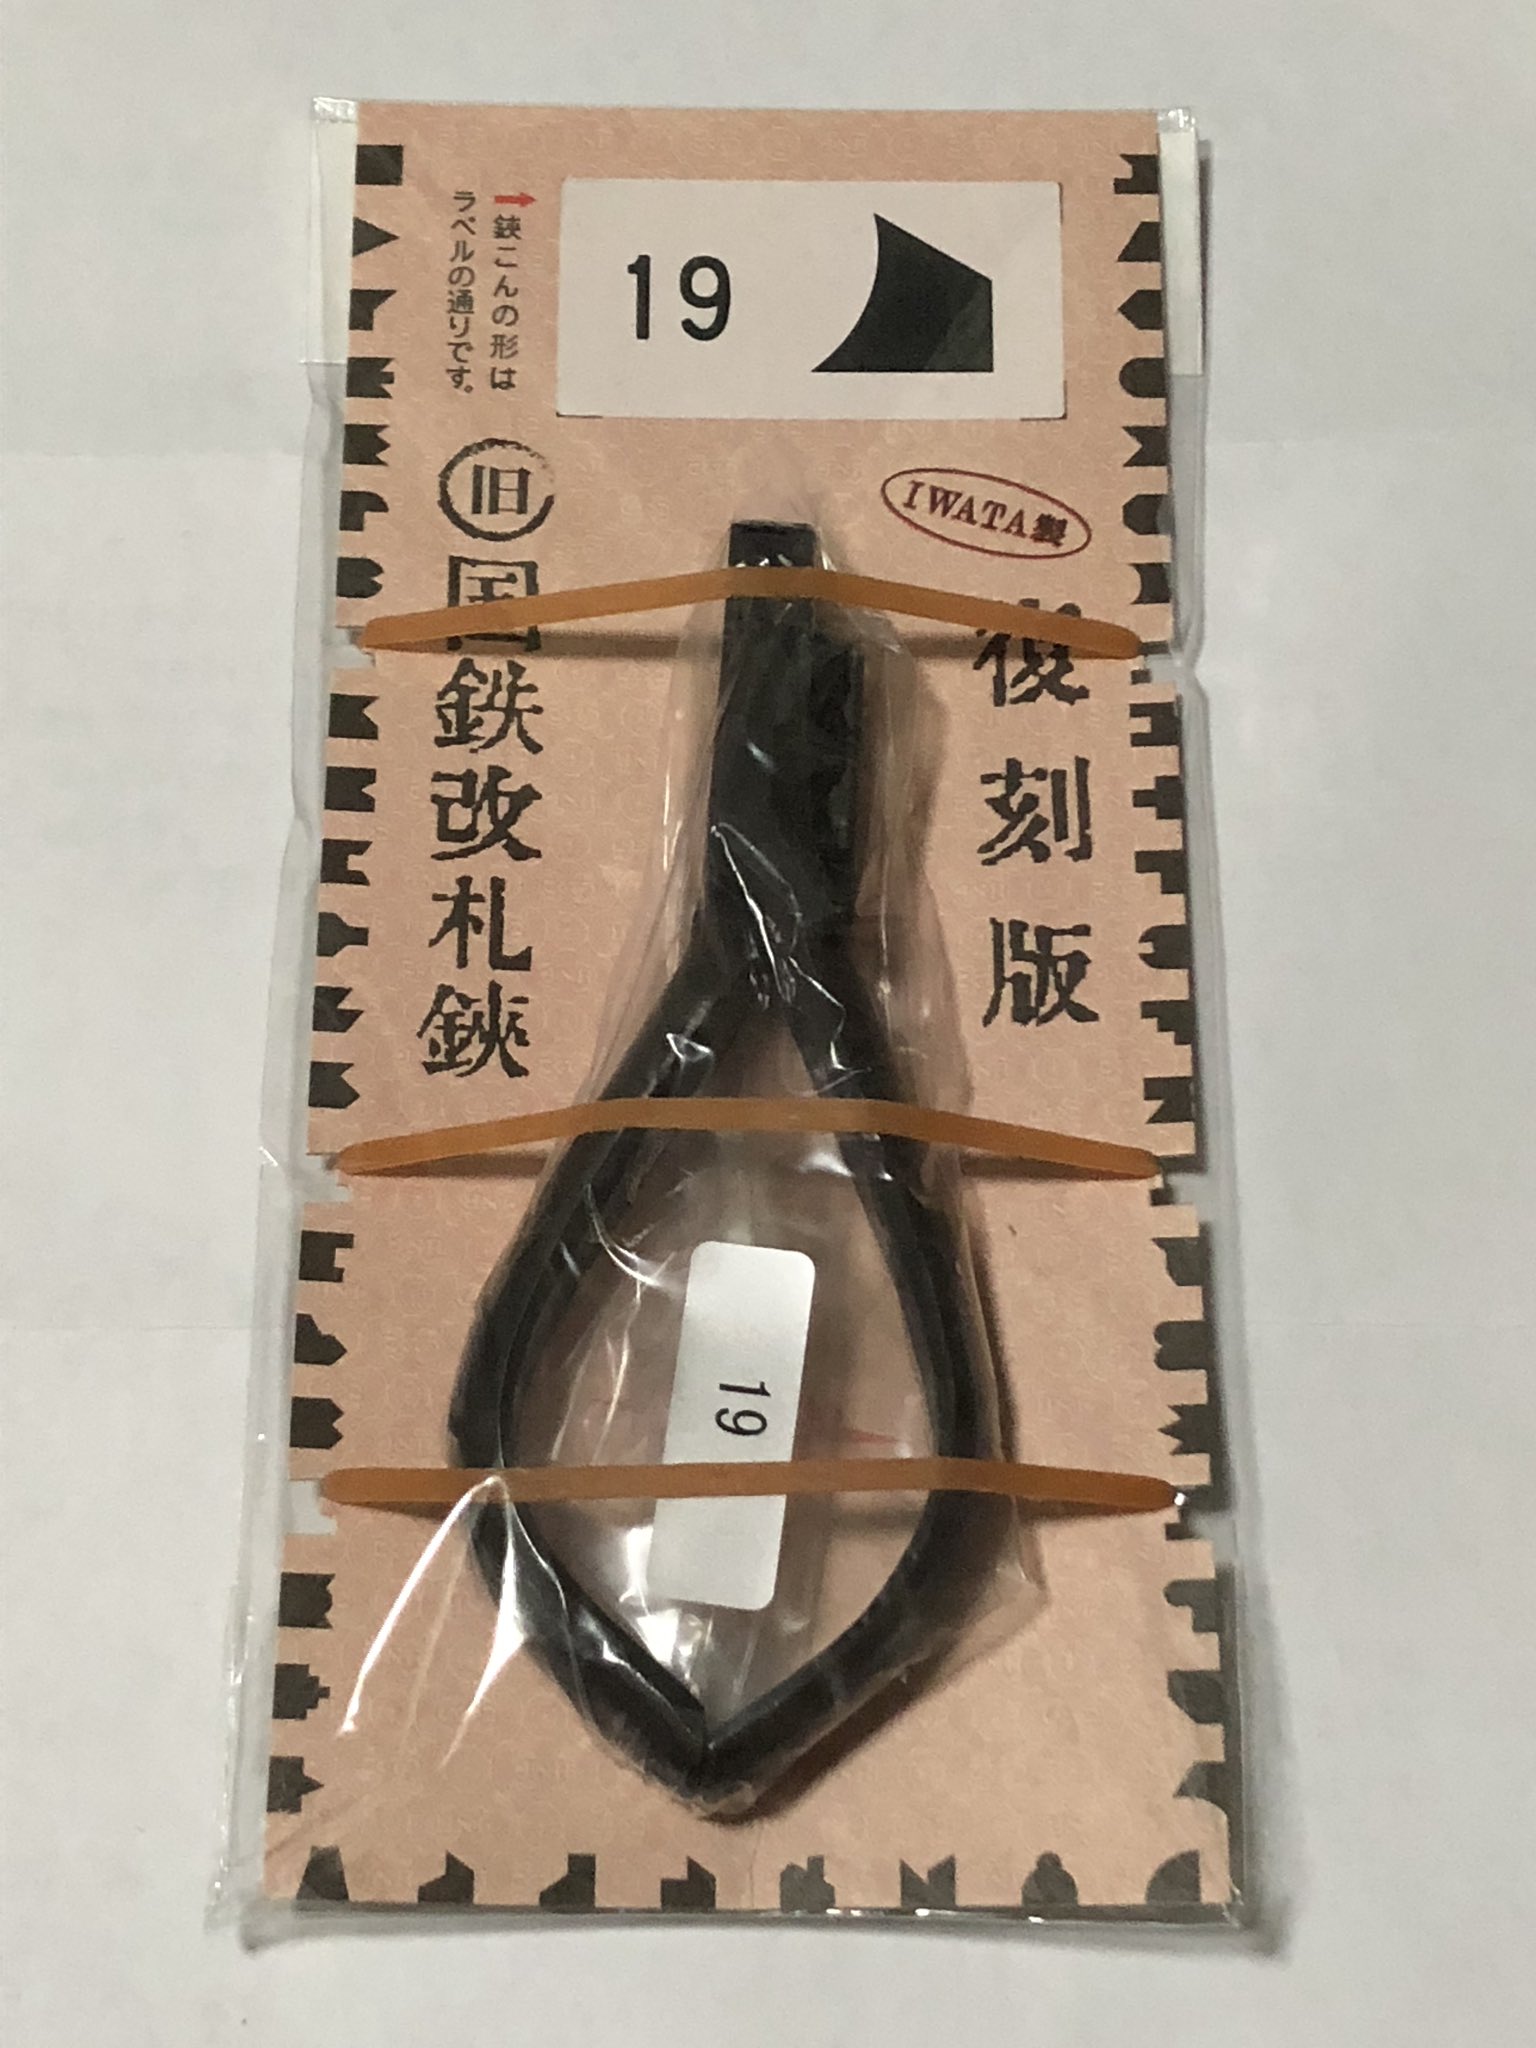 19
➡鋏こんの形は
ラベルの通りです。
IWATA製
復刻版
旧国鉄改札鋏
19